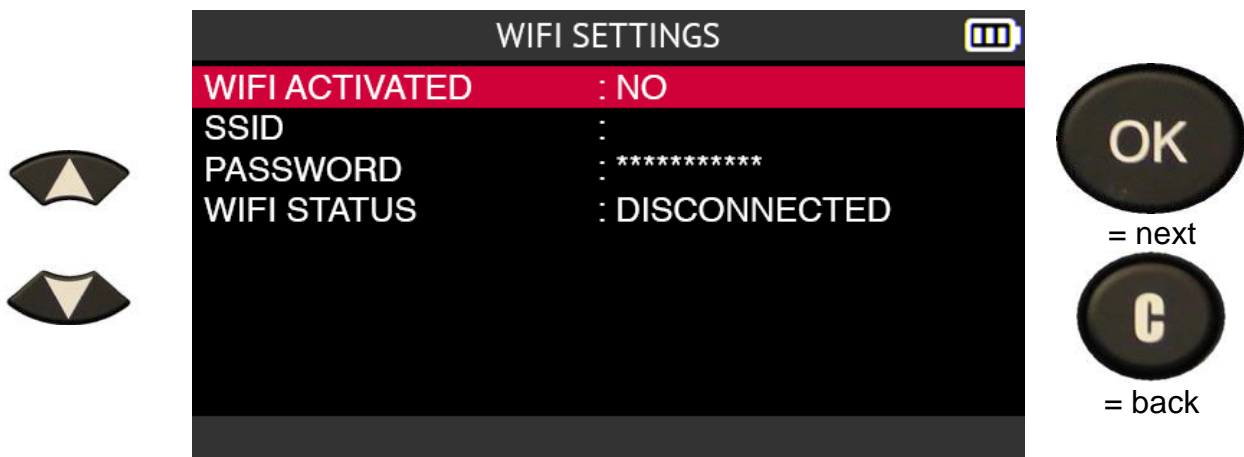 WIFI SETTINGS
WIFI ACTIVATED : NO
SSID :
PASSWORD : ***********
WIFI STATUS : DISCONNECTED
OK
= next
C
= back